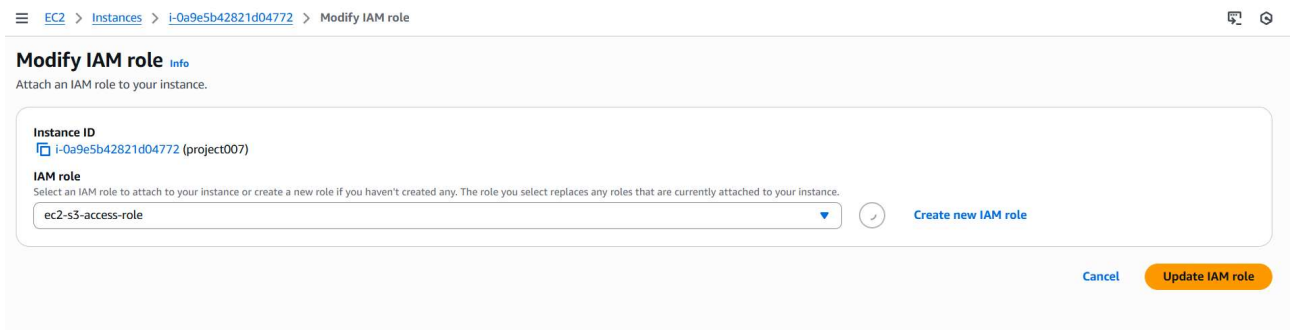 EC2 > Instances > i-0a9e5b42821d04772 > Modify IAM role
Modify IAM role Info
Attach an IAM role to your instance.
Instance ID
i-0a9e5b42821d04772 (project007)
IAM role
Select an IAM role to attach to your instance or create a new role if you haven't created any. The role you select replaces any roles that are currently attached to your instance.
ec2-s3-access-role
Create new IAM role
Cancel
Update IAM role